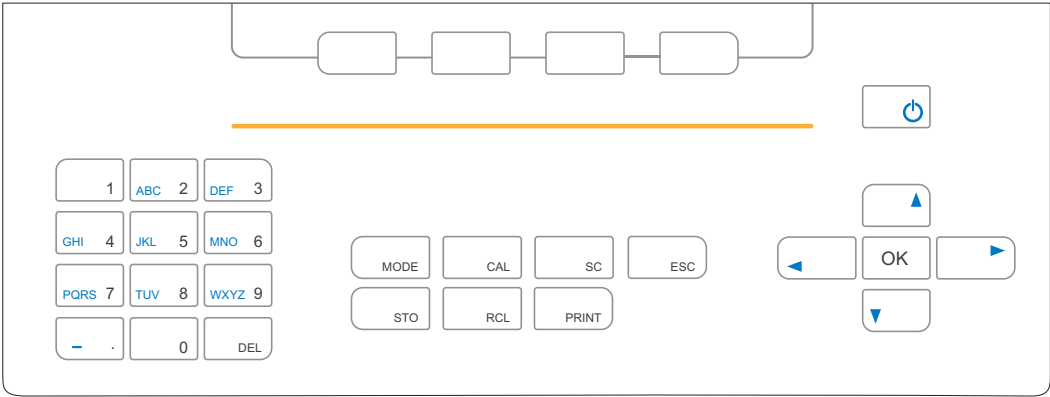 1 ABC 2 DEF 3
GHI 4 JKL 5 MNO 6
PQRS 7 TUV 8 WXYZ 9
– . 0 DEL
MODE CAL SC ESC
STO RCL PRINT
OK